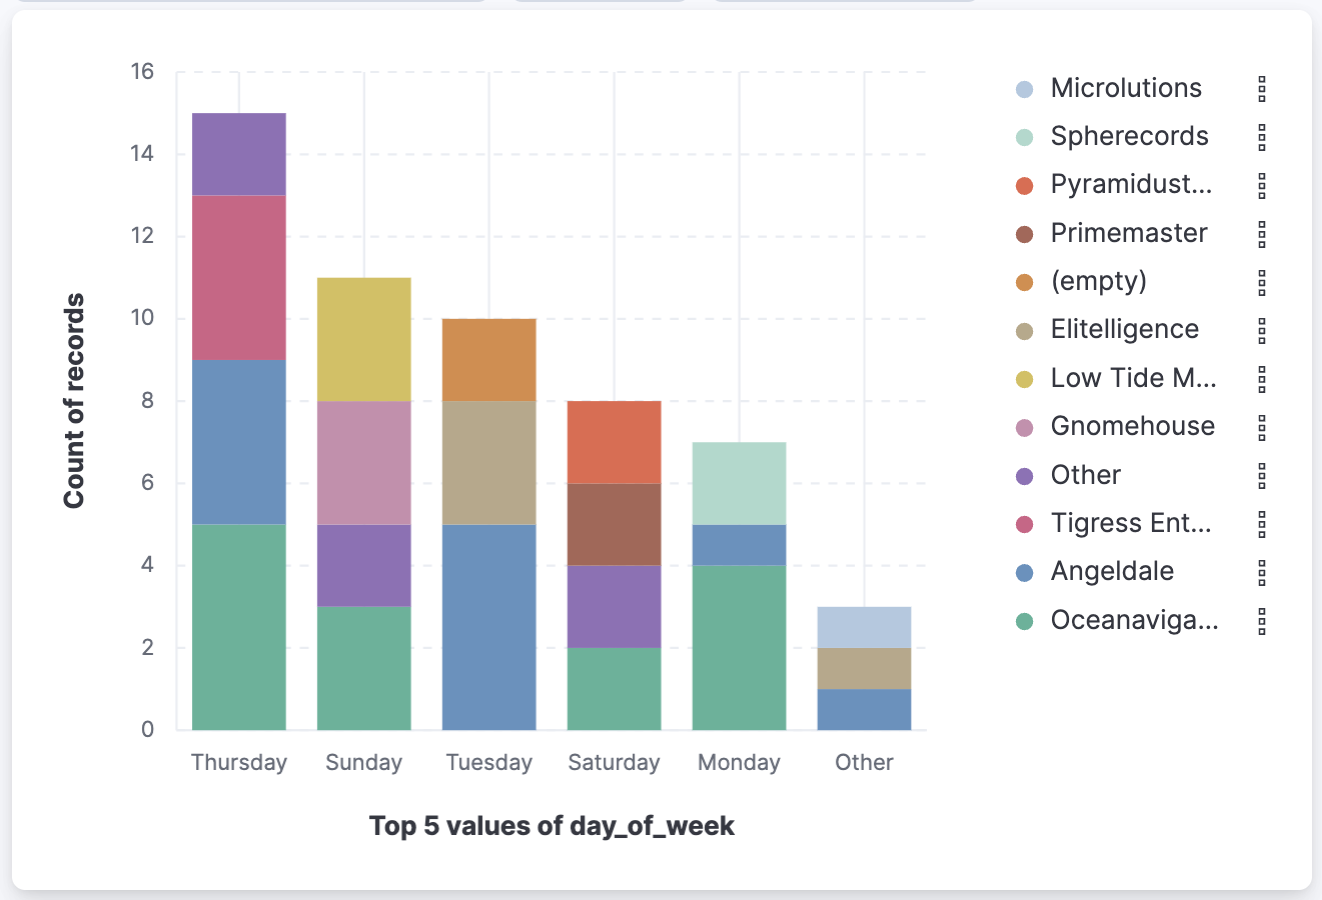 16
14
12
10
8
6
4
2
0
Count of records
Thursday
Sunday
Tuesday
Saturday
Monday
Other
Top 5 values of day_of_week
Microlutions
Spherecords
Pyramidust...
Primemaster
(empty)
Elitelligence
Low Tide M...
Gnomehouse
Other
Tigress Ent...
Angeldale
Oceanaviga...